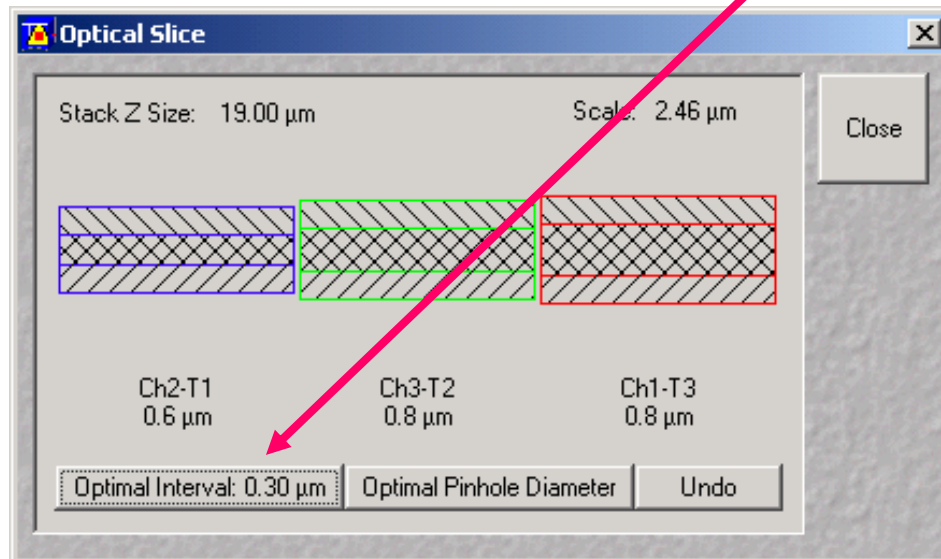 Optical Slice
Stack Z Size: 19.00 µm Scale: 2.46 µm
Close
Ch2-T1 Ch3-T2 Ch1-T3
0.6 µm 0.8 µm 0.8 µm
Optimal Interval: 0.30 µm Optimal Pinhole Diameter Undo